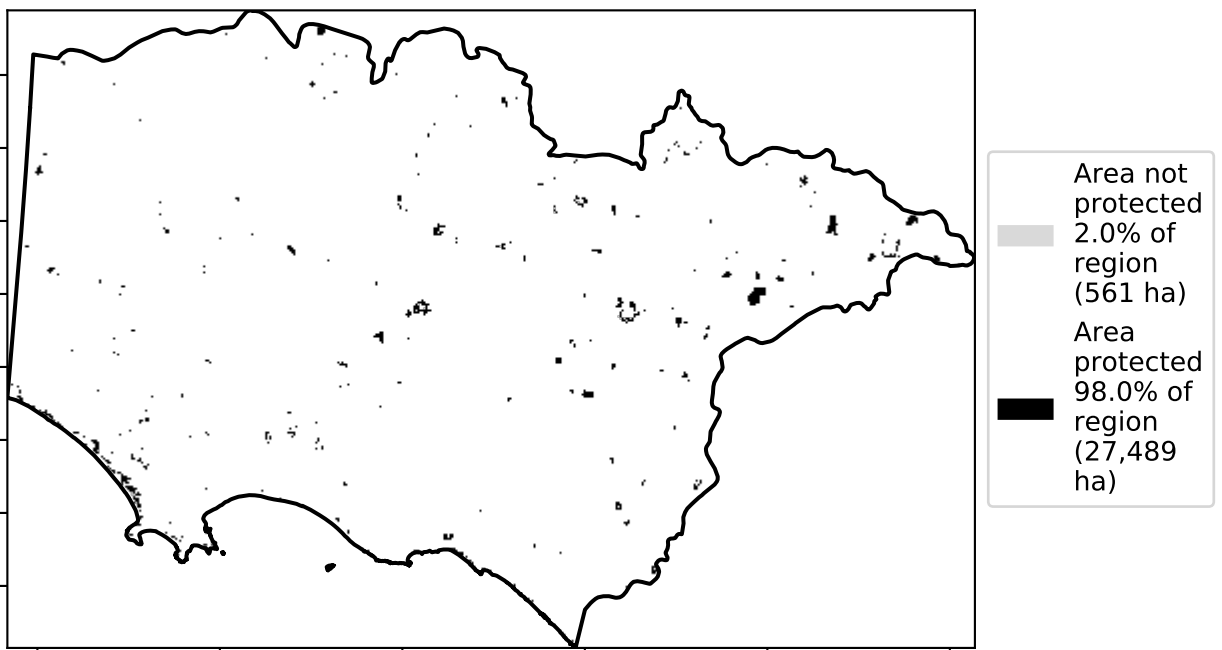 Area not
protected
2.0% of
region
(561 ha)
Area
protected
98.0% of
region
(27,489
ha)